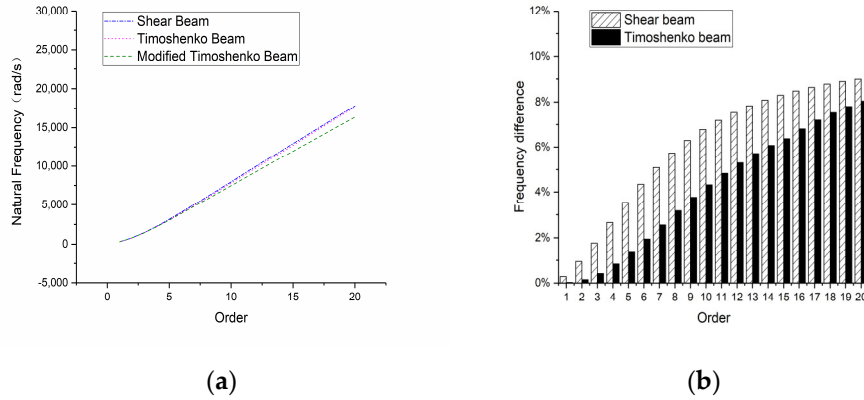 30,000
25,000
20,000
15,000
10,000
5,000
0
-5,000
Natural Frequency（rad/s）
Shear Beam
Timoshenko Beam
Modified Timoshenko Beam
0 5 10 15 20
Order
(a)
12%
10%
8%
6%
4%
2%
0%
Frequency difference
Shear beam
Timoshenko beam
1 2 3 4 5 6 7 8 9 10 11 12 13 14 15 16 17 18 19 20
Order
(b)